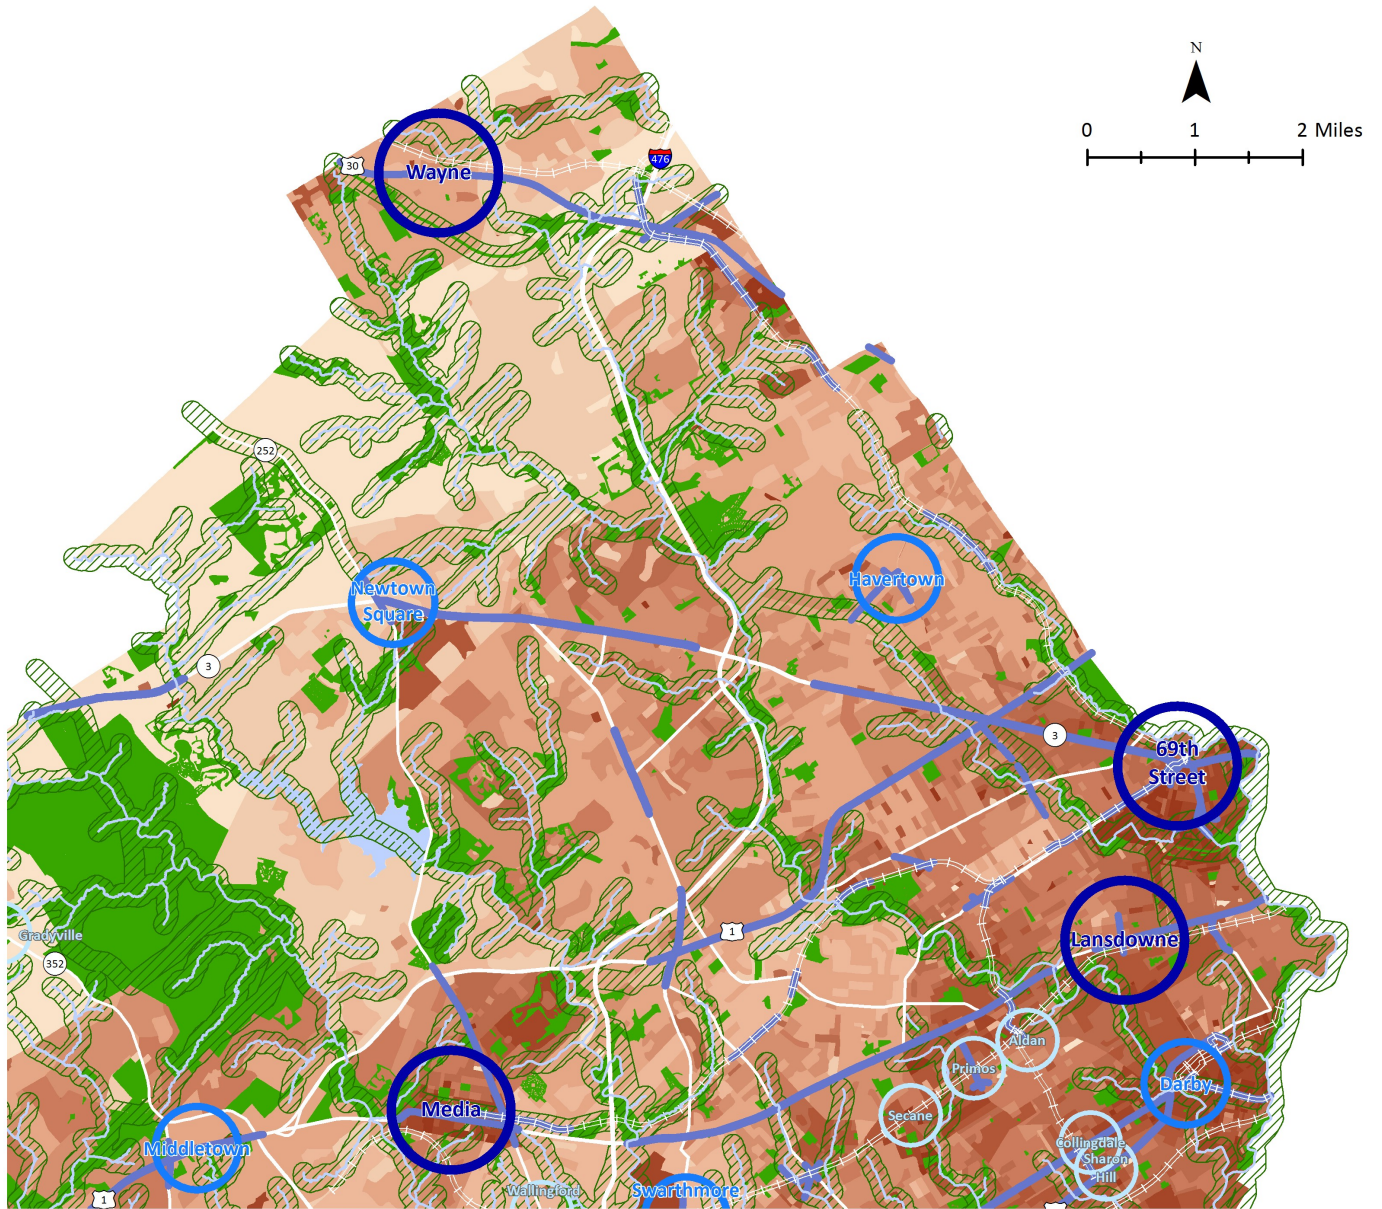 N
0 1 2 Miles
476
30
Wayne
252
Newtown
Square
Havertown
3
3
69th
Street
1
Gradyville
352
Lansdowne
Aldan
Primos
Darby
Secane
Media
Collingdale
Sharon
Hill
Middletown
Wallingford
Swarthmore
1